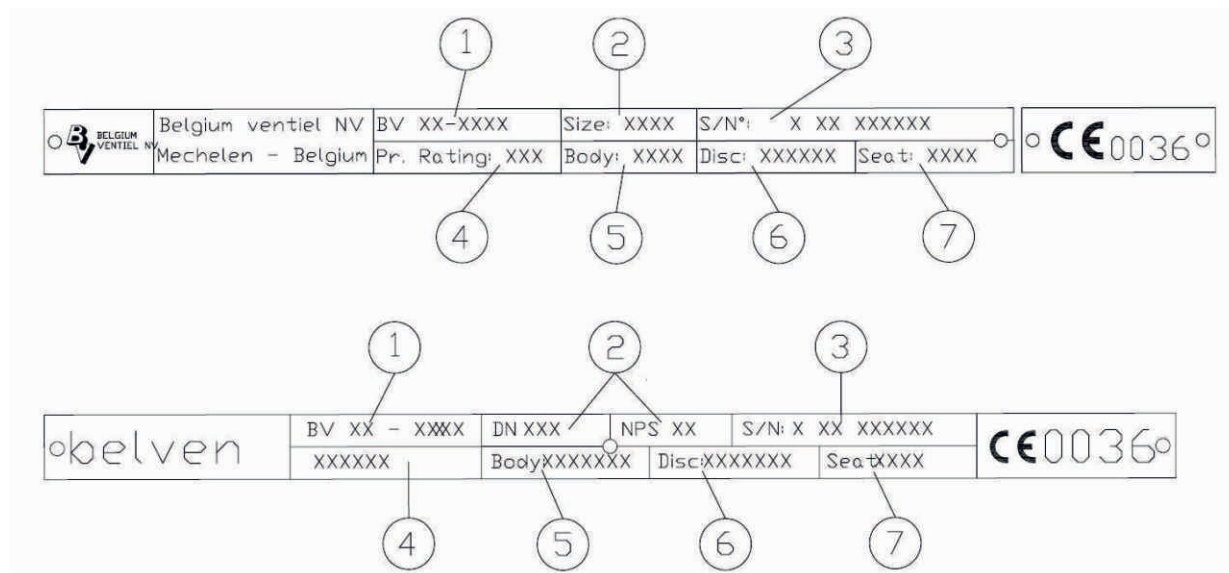 1 2 3
BELGIUM VENTIEL NV
Belgium ventiel NV BV XX-XXXX Size: XXXX S/N°: X XX XXXXXX
Mechelen - Belgium Pr. Rating: XXX Body: XXXX Disc: XXXXXX Seat: XXXX
CE 0036
4 5 6 7
1 2 3
belven
BV XX - XXXXX DN XXX NPS XX S/N: X XX XXXXXX
XXXXXX Body:XXXXXXX Disc:XXXXXXX Seat:XXXX
CE 0036
4 5 6 7